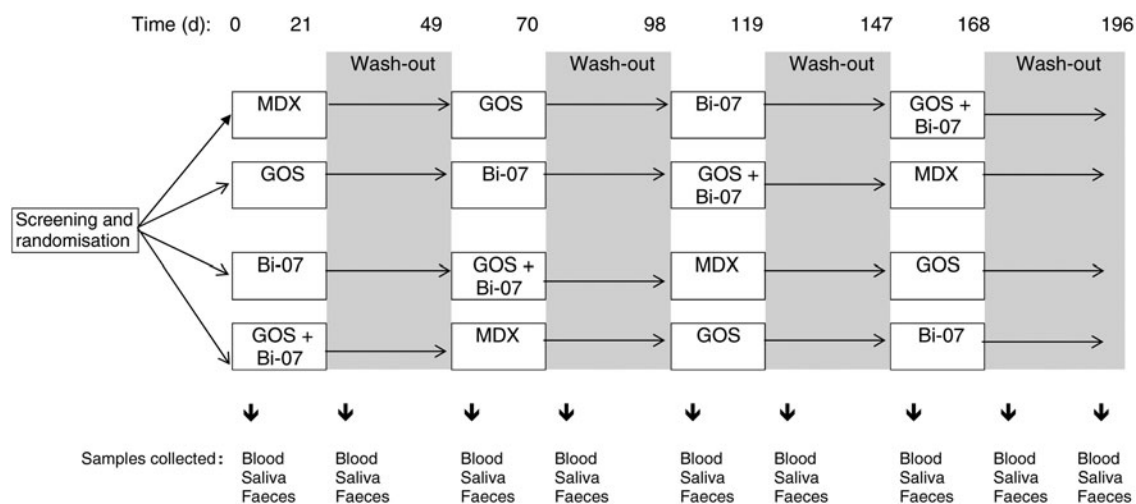 Time (d): 0 21 49 70 98 119 147 168 196
Wash-out Wash-out Wash-out Wash-out
MDX GOS Bi-07 GOS +
Bi-07
GOS Bi-07 GOS +
Bi-07 MDX
Screening and
randomisation
Bi-07 GOS +
Bi-07 MDX GOS
GOS +
Bi-07 MDX GOS Bi-07
Samples collected: Blood Blood Blood Blood Blood Blood Blood Blood Blood
Saliva Saliva Saliva Saliva Saliva Saliva Saliva Saliva Saliva
Faeces Faeces Faeces Faeces Faeces Faeces Faeces Faeces Faeces